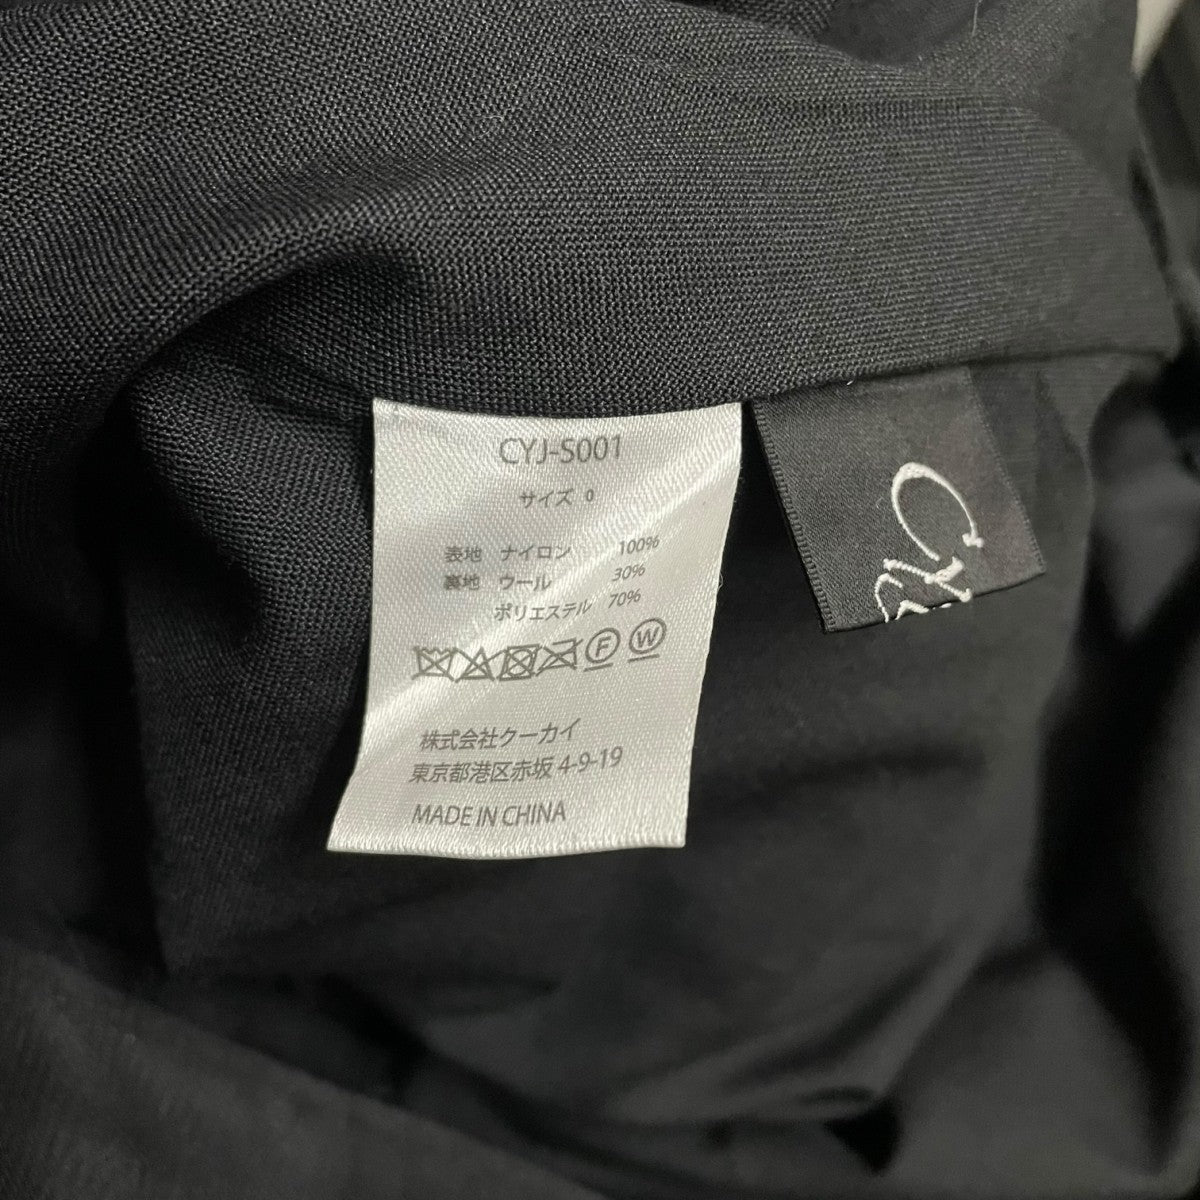 CYJ-S001
サイズ 0
表地 ナイロン 100%
裏地 ウール 30%
ポリエステル 70%
F W
株式会社クーカイ
東京都港区赤坂 4-9-19
MADE IN CHINA